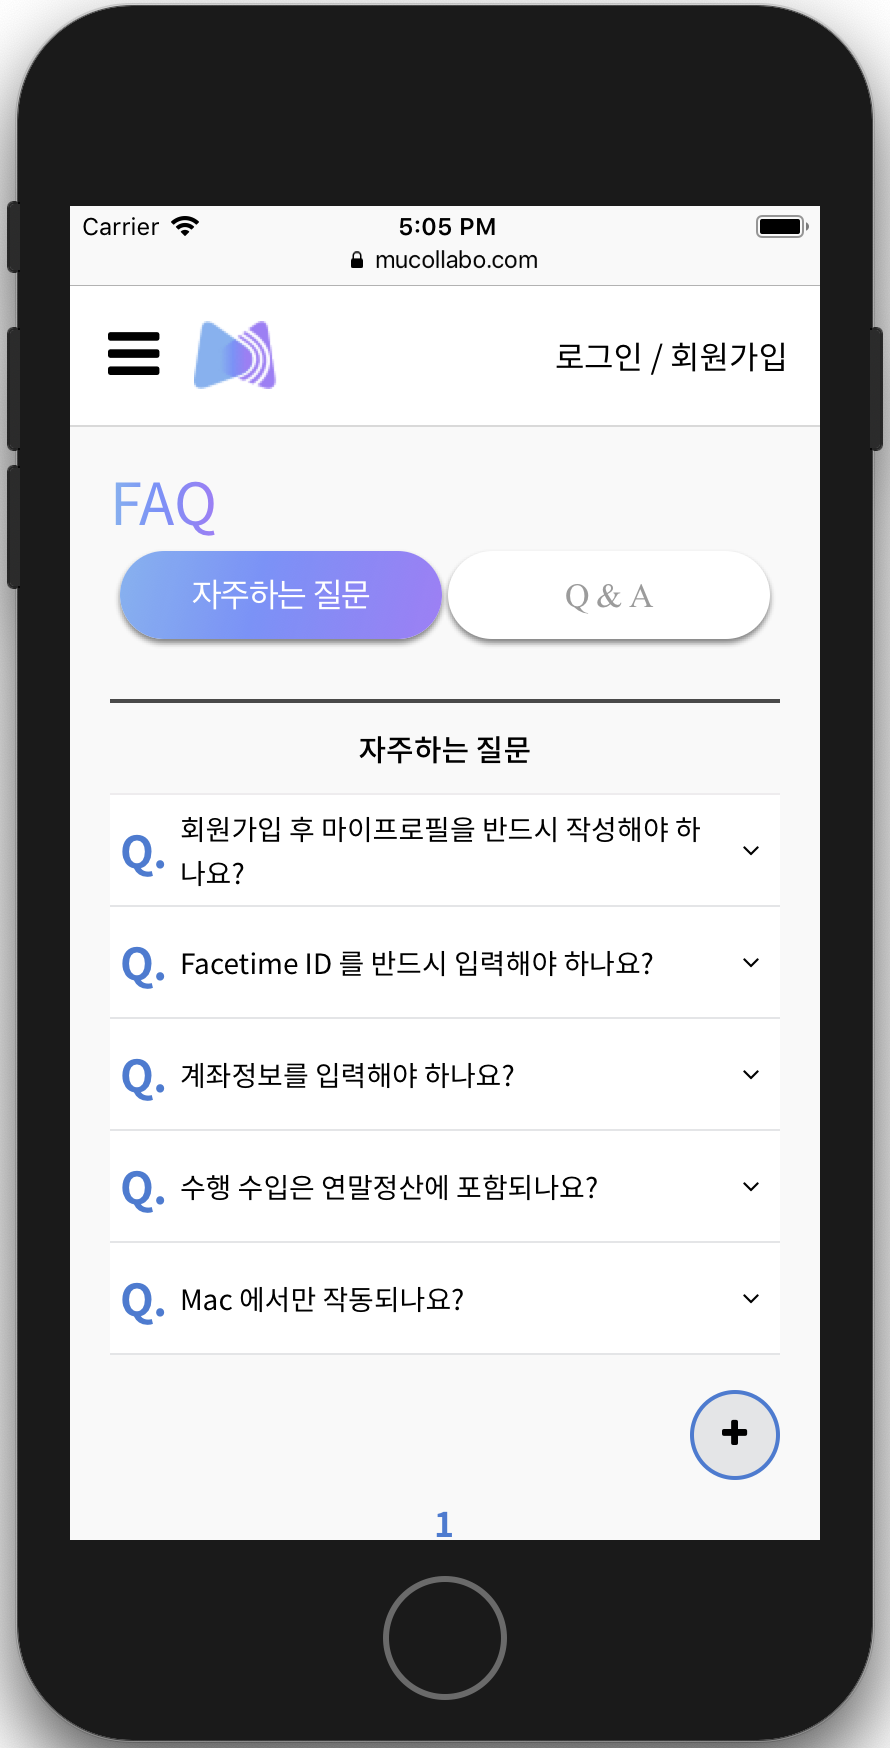 Carrier 5:05 PM
mucollabo.com
로그인 / 회원가입
FAQ
자주하는 질문 Q & A
자주하는 질문
Q. 회원가입 후 마이프로필을 반드시 작성해야 하
나요?
Q. Facetime ID 를 반드시 입력해야 하나요?
Q. 계좌정보를 입력해야 하나요?
Q. 수행 수입은 연말정산에 포함되나요?
Q. Mac 에서만 작동되나요?
+
1